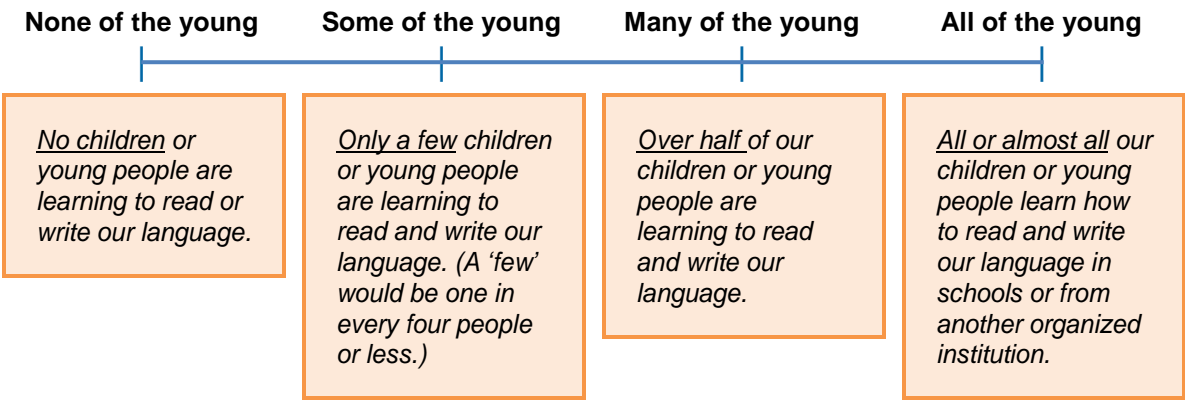 None of the young
Some of the young
Many of the young
All of the young
No children or
young people are
learning to read or
write our language.
Only a few children
or young people
are learning to
read and write our
language. (A ‘few’
would be one in
every four people
or less.)
Over half of our
children or young
people are
learning to read
and write our
language.
All or almost all our
children or young
people learn how
to read and write
our language in
schools or from
another organized
institution.